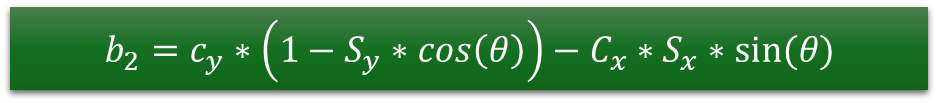 b₂ = c_y * (1 − S_y * cos(θ)) − C_x * S_x * sin(θ)